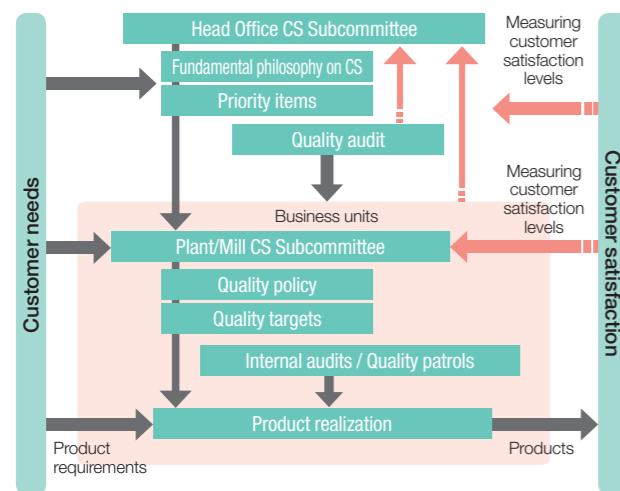 Head Office CS Subcommittee
Fundamental philosophy on CS
Priority items
Quality audit
Measuring
customer
satisfaction
levels
Customer needs
Customer satisfaction
Business units
Measuring
customer
satisfaction
levels
Plant/Mill CS Subcommittee
Quality policy
Quality targets
Internal audits / Quality patrols
Product realization
Product
requirements
Products